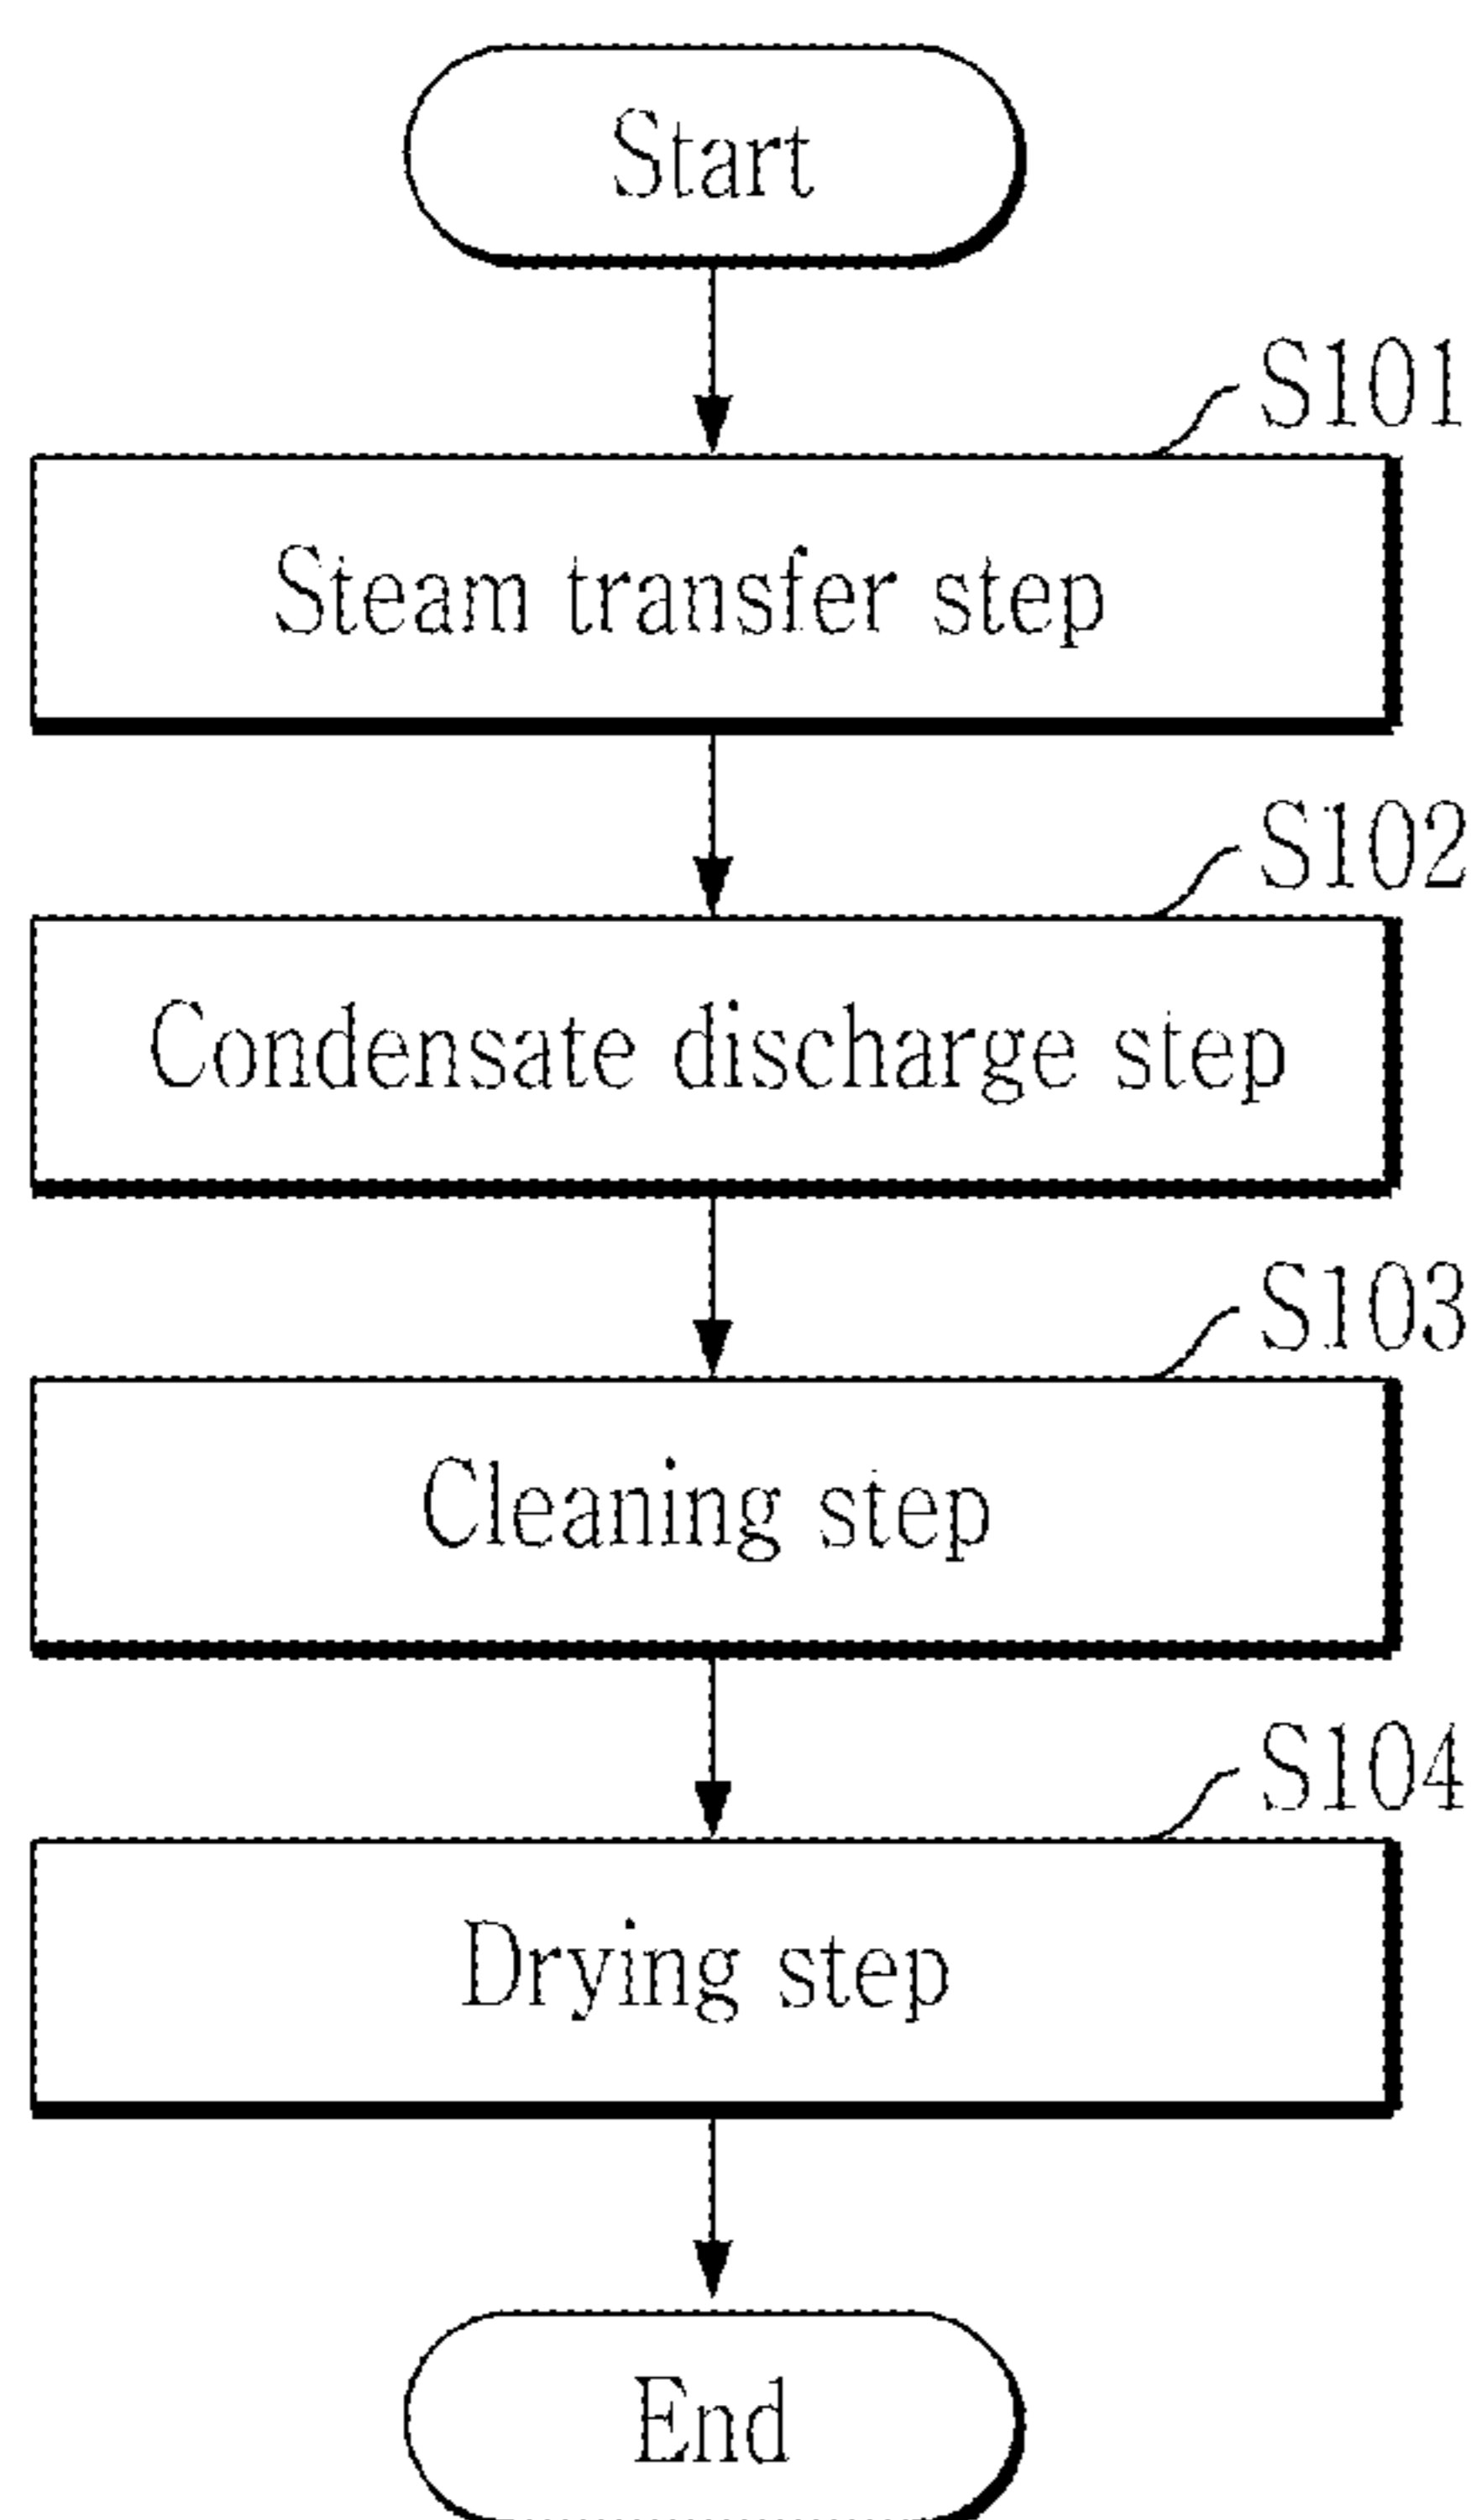 Start
S101
Steam transfer step
S102
Condensate discharge step
S103
Cleaning step
S104
Drying step
End